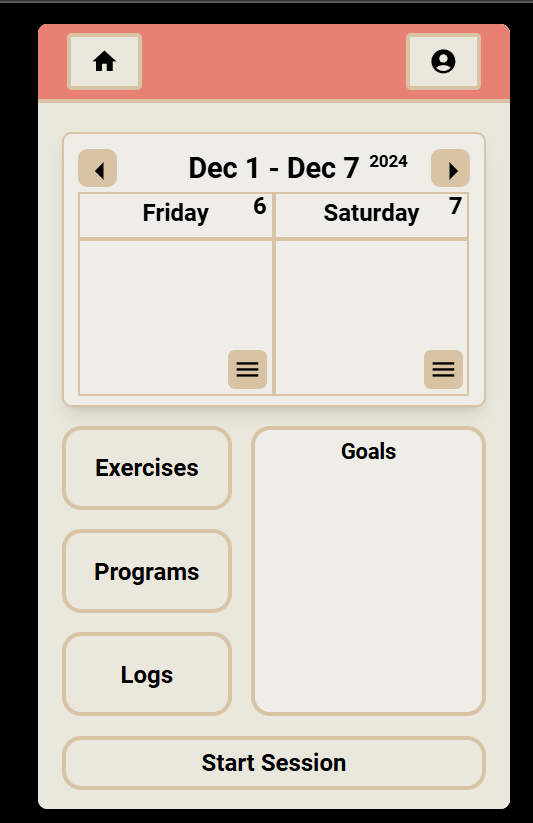 Dec 1 - Dec 7 2024
Friday 6 Saturday 7
Exercises
Goals
Programs
Logs
Start Session